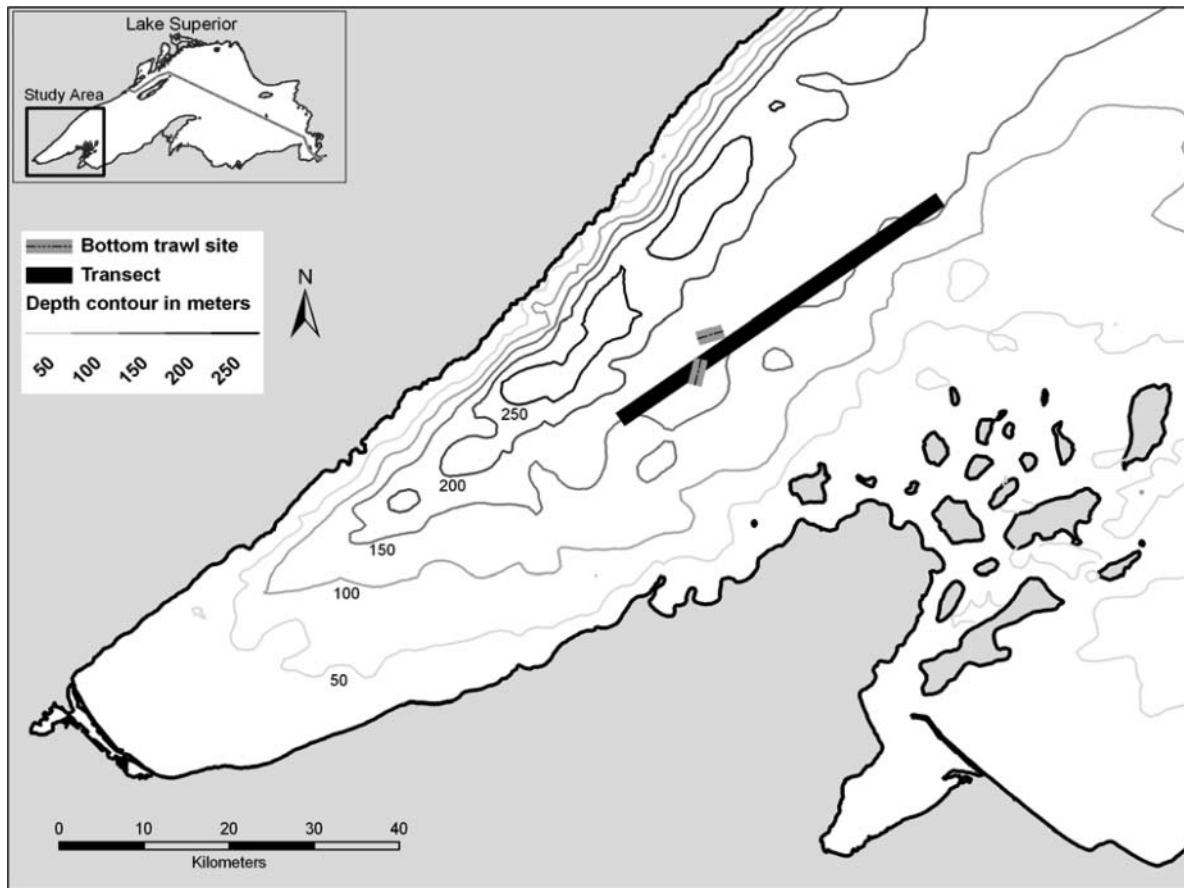 Lake Superior
Study Area
Bottom trawl site
Transect
Depth contour in meters
50
100
150
200
250
N
250
200
150
100
50
0
10
20
30
40
Kilometers